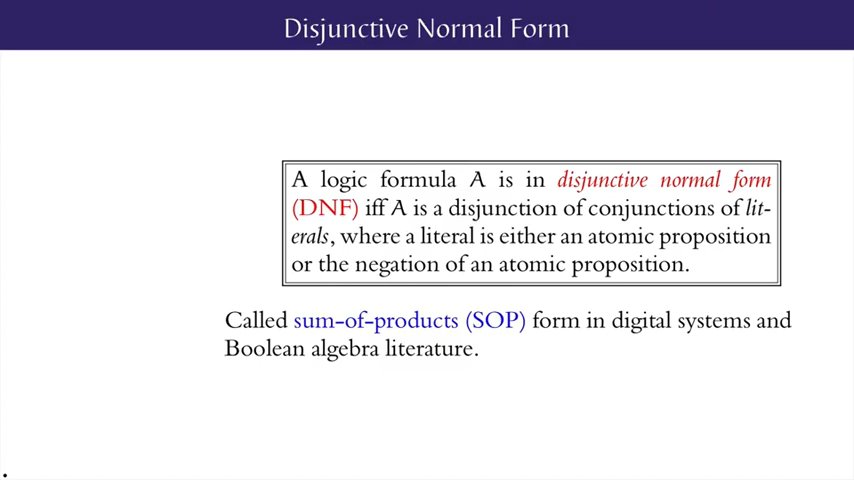 Disjunctive Normal Form
A logic formula A is in disjunctive normal form
(DNF) iff A is a disjunction of conjunctions of lit-
erals, where a literal is either an atomic proposition
or the negation of an atomic proposition.
Called sum-of-products (SOP) form in digital systems and
Boolean algebra literature.